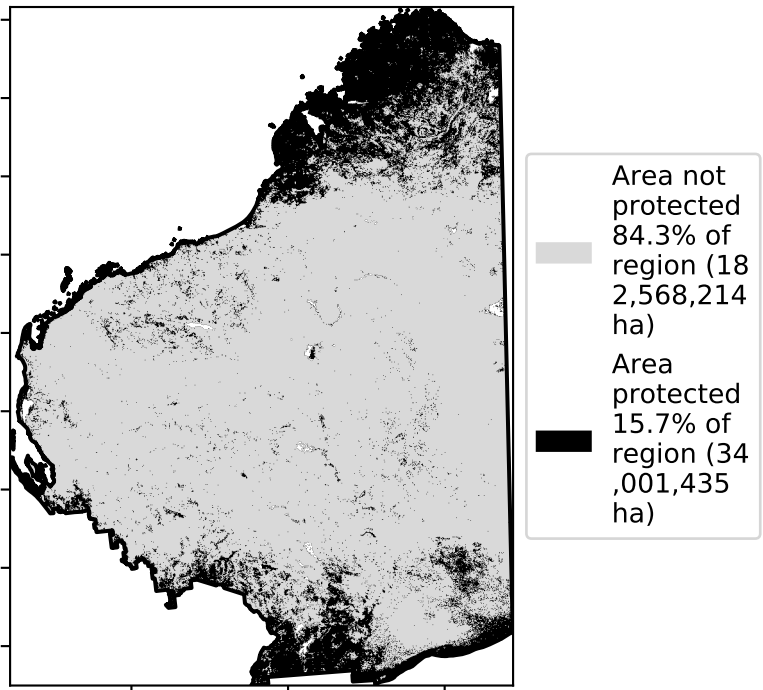 Area not
protected
84.3% of
region (18
2,568,214
ha)
Area
protected
15.7% of
region (34
,001,435
ha)